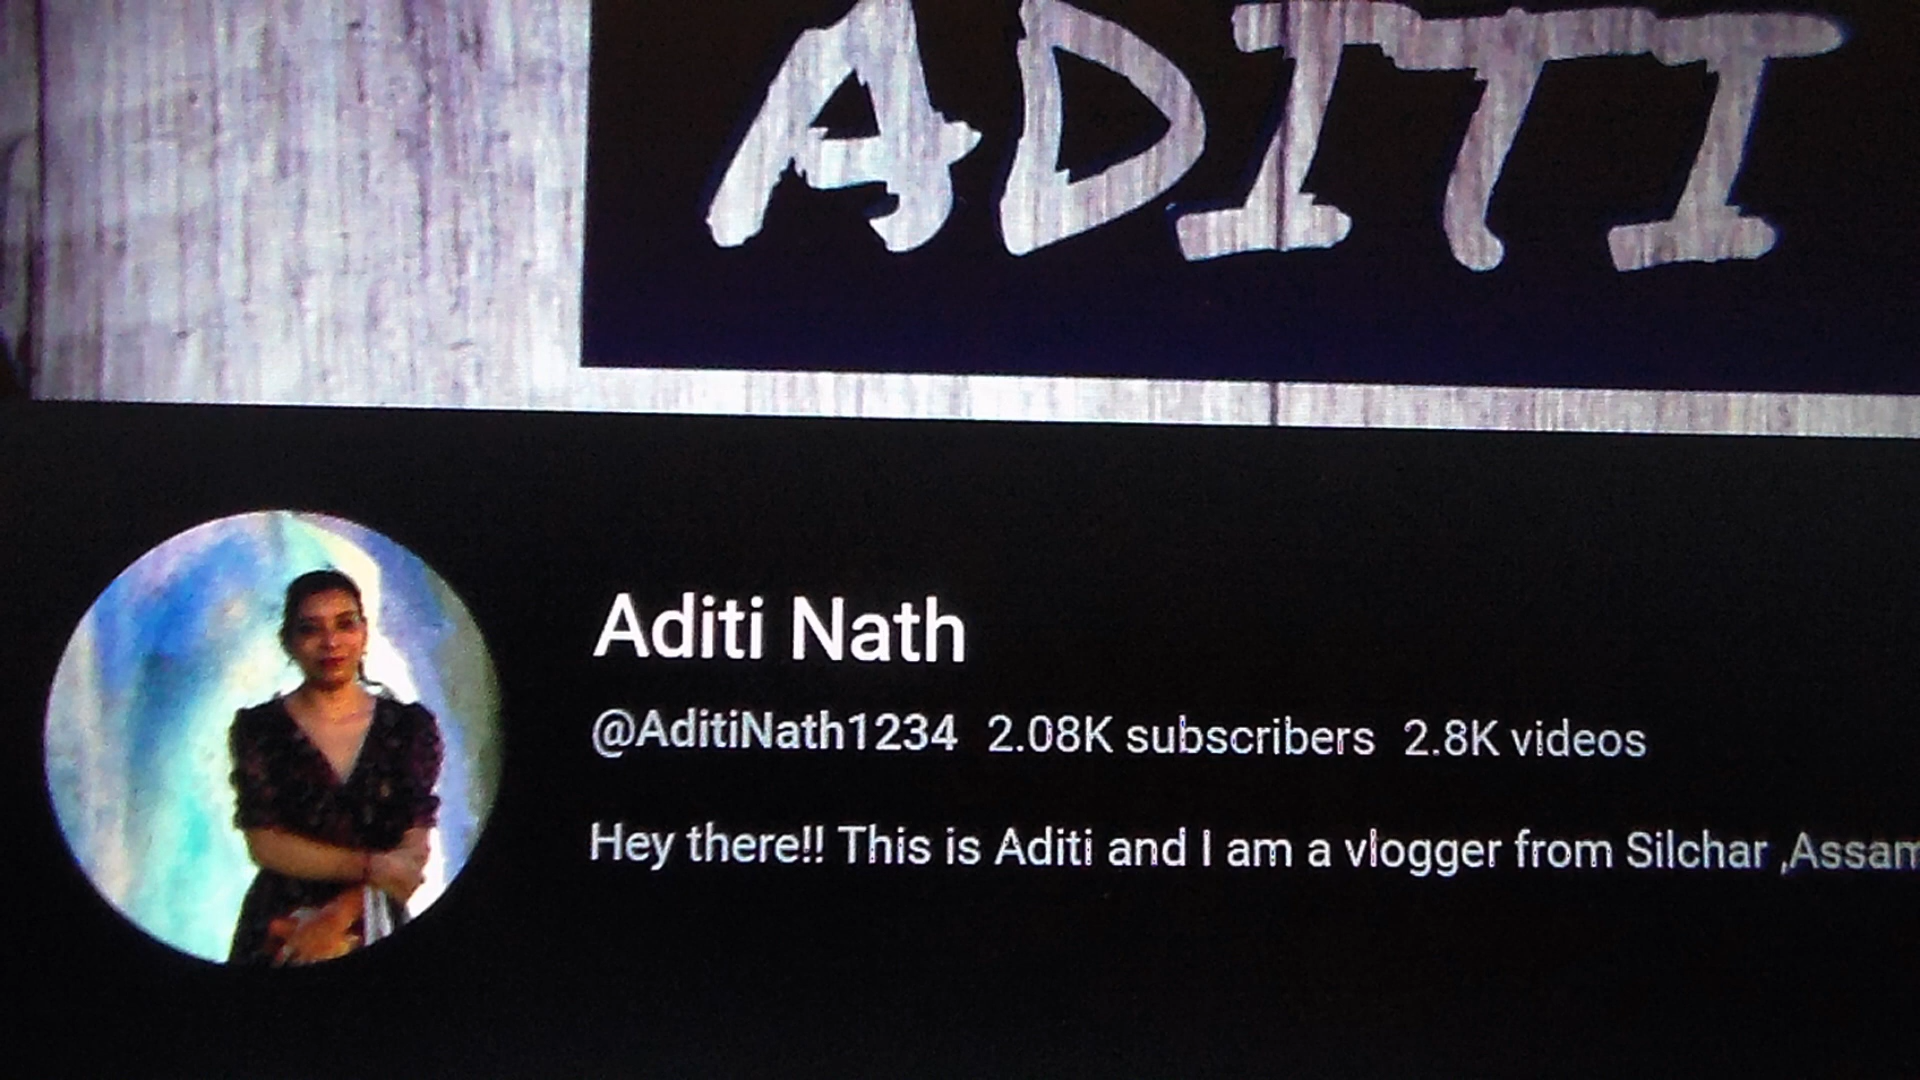 ADITI
Aditi Nath
@AditiNath1234 2.08K subscribers 2.8K videos
Hey there!! This is Aditi and I am a vlogger from Silchar ,Assam